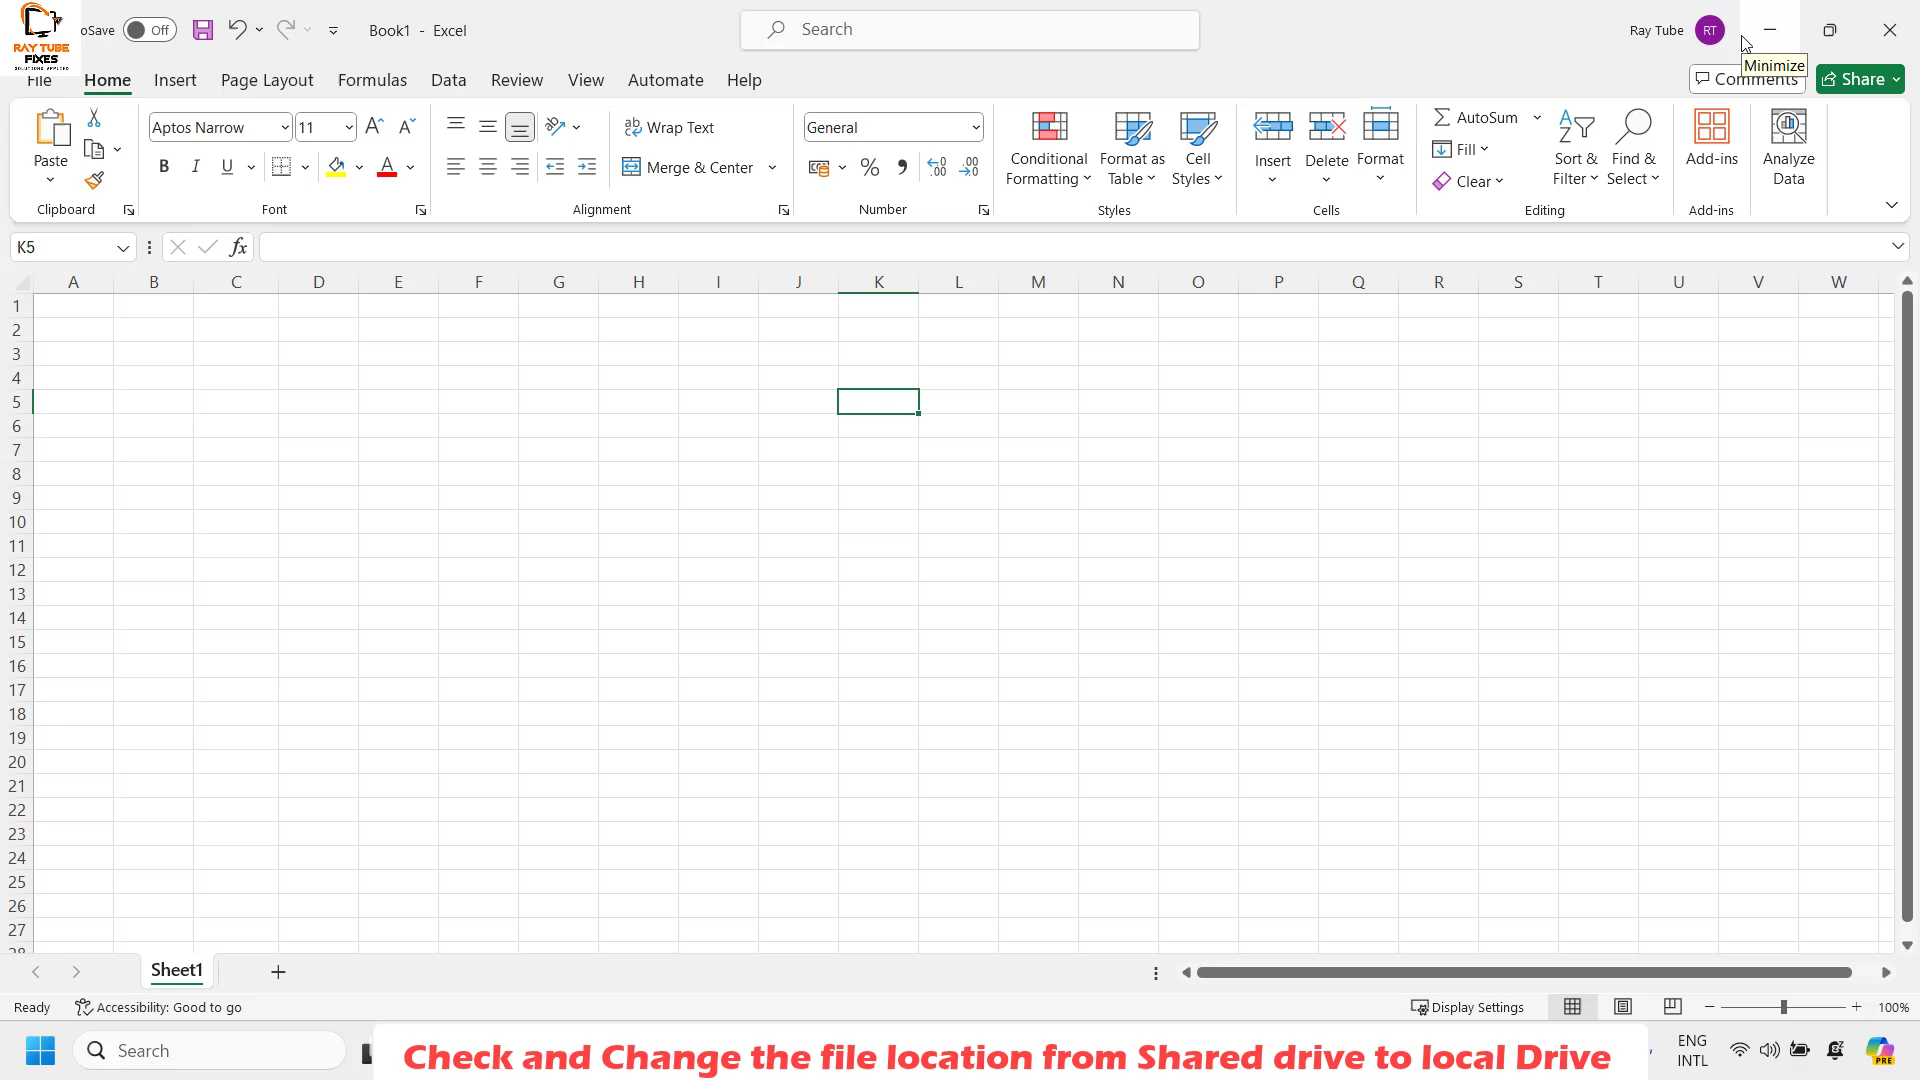 RAY TUBE
FIXES
SOLUTIONS APPLIED
oSave Off
Book1 - Excel
Search
Ray Tube RT
Minimize
File Home Insert Page Layout Formulas Data Review View Automate Help
Comments Share
Paste
Aptos Narrow 11
Wrap Text
General
Conditional
Formatting
Format as
Table
Cell
Styles
Insert Delete Format
AutoSum
Fill
Clear
Sort &
Filter
Find &
Select
Add-ins
Analyze
Data
B I U
Merge & Center
Clipboard Font Alignment Number Styles Cells Editing Add-ins
K5 fx
A B C D E F G H I J K L M N O P Q R S T U V W
1
2
3
4
5
6
7
8
9
10
11
12
13
14
15
16
17
18
19
20
21
22
23
24
25
26
27
28
Sheet1
Ready Accessibility: Good to go Display Settings 100%
Search
Check and Change the file location from Shared drive to local Drive
ENG
INTL
PRE